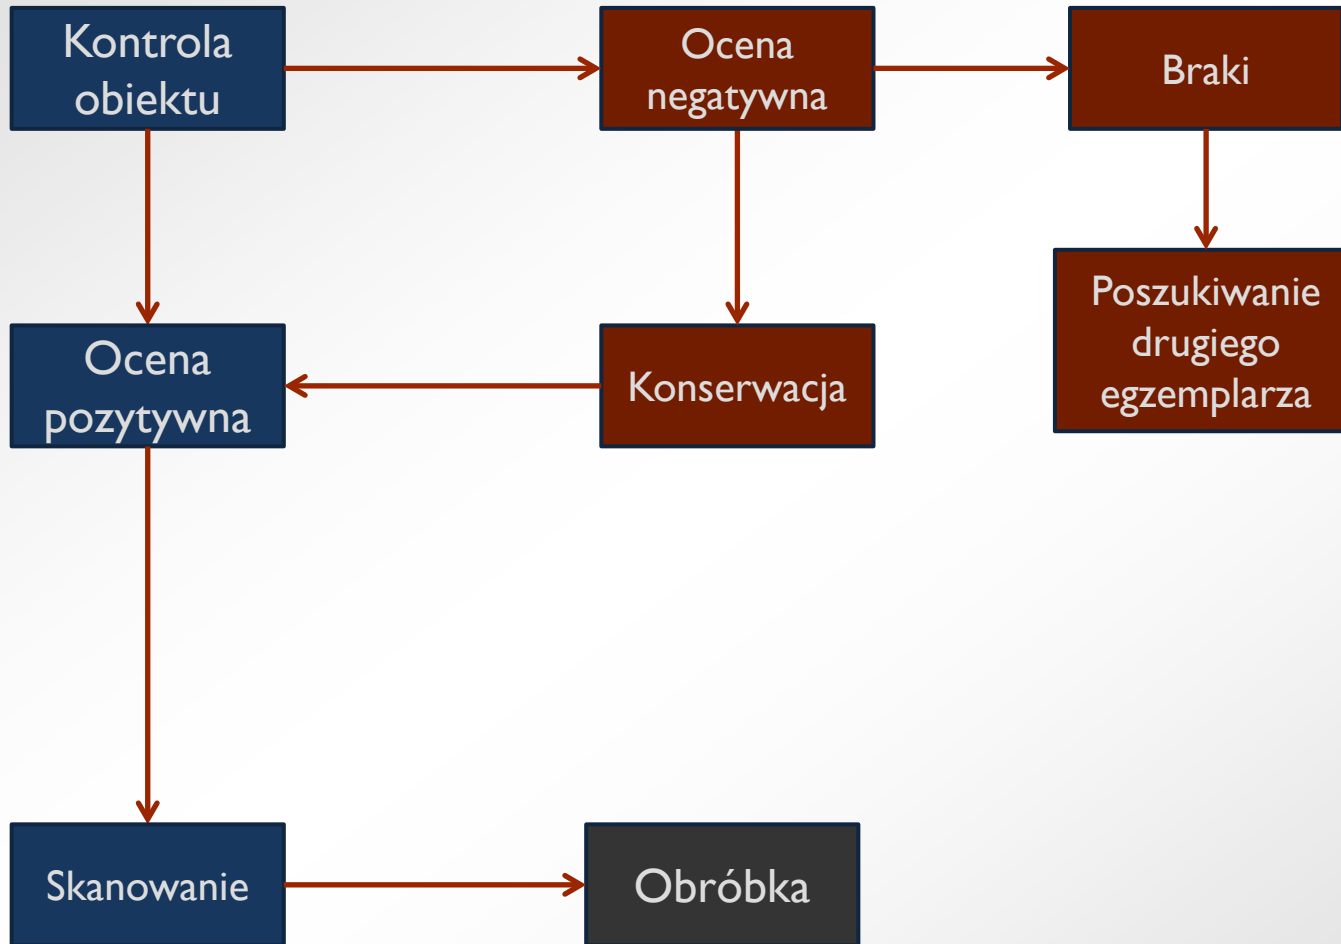 Kontrola
obiektu
Ocena
negatywna
Braki
Ocena
pozytywna
Konserwacja
Poszukiwanie
drugiego
egzemplarza
Skanowanie
Obróbka